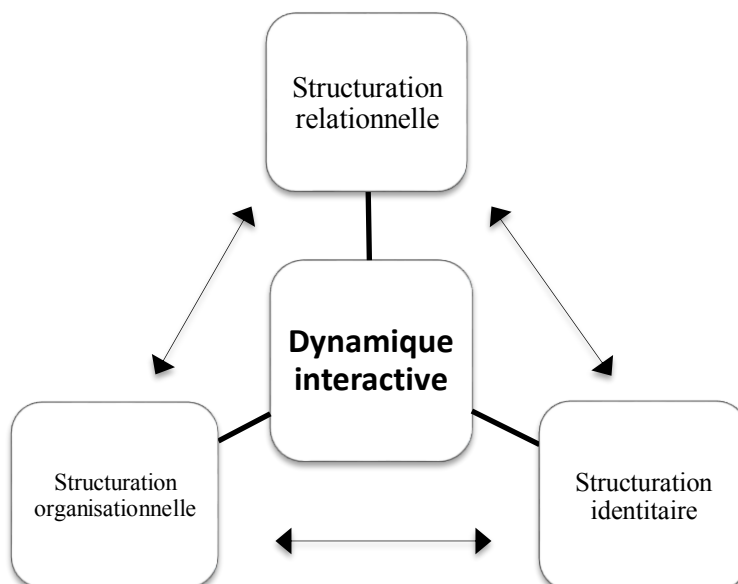 Structuration
relationnelle
Dynamique
interactive
Structuration
organisationnelle
Structuration
identitaire